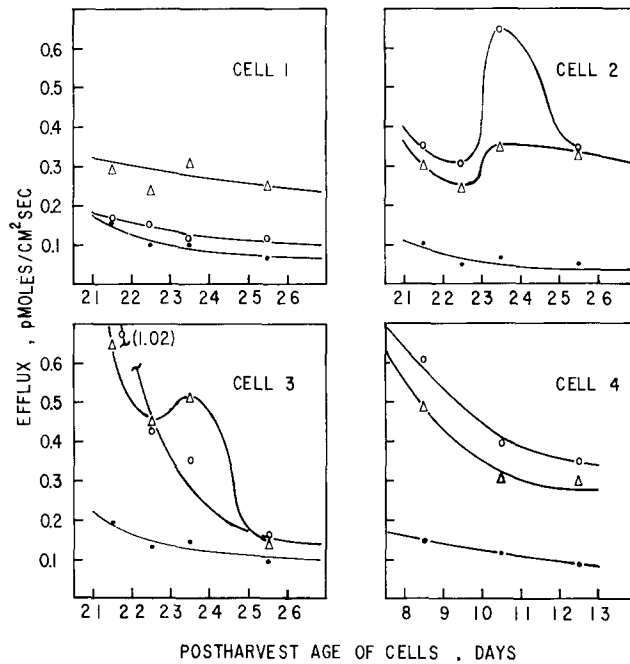 CELL 1
CELL 2
0.6
0.5
0.4
0.3
0.2
0.1
21 22 23 24 25 26
21 22 23 24 25 26
EFFLUX , pMOLES/CM²SEC
(1.02)
CELL 3
CELL 4
0.6
0.5
0.4
0.3
0.2
0.1
21 22 23 24 25 26
8 9 10 11 12 13
POSTHARVEST AGE OF CELLS , DAYS